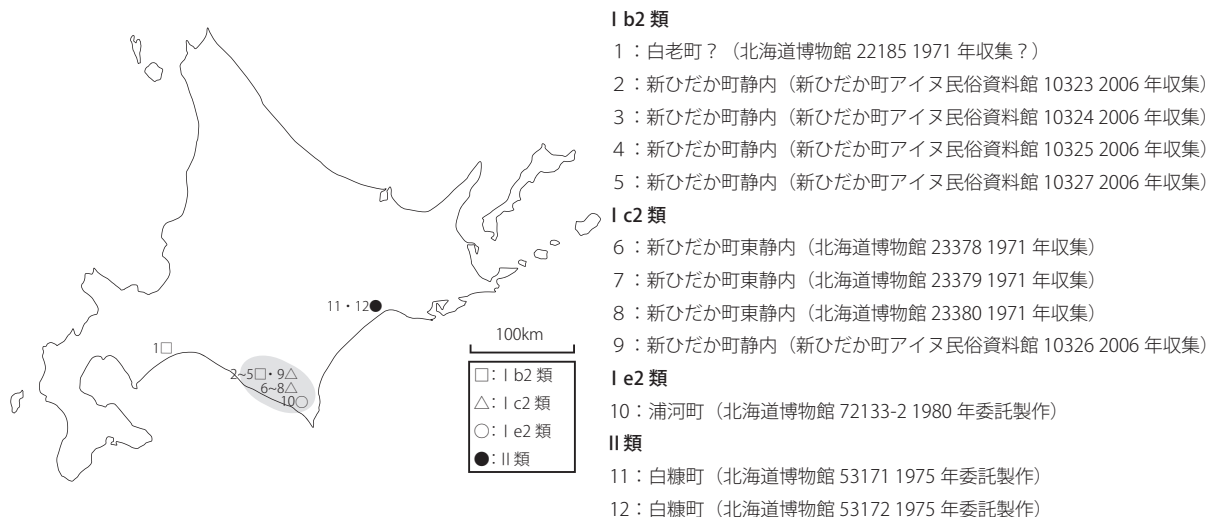 11・12●
1□
2~5□・9△
6~8△
10○
100km
□：Ⅰb2 類
△：Ⅰc2 類
○：Ⅰe2 類
●：Ⅱ類
Ⅰb2 類
1：白老町？（北海道博物館 22185 1971 年収集？）
2：新ひだか町静内（新ひだか町アイヌ民俗資料館 10323 2006 年収集）
3：新ひだか町静内（新ひだか町アイヌ民俗資料館 10324 2006 年収集）
4：新ひだか町静内（新ひだか町アイヌ民俗資料館 10325 2006 年収集）
5：新ひだか町静内（新ひだか町アイヌ民俗資料館 10327 2006 年収集）
Ⅰc2 類
6：新ひだか町東静内（北海道博物館 23378 1971 年収集）
7：新ひだか町東静内（北海道博物館 23379 1971 年収集）
8：新ひだか町東静内（北海道博物館 23380 1971 年収集）
9：新ひだか町静内（新ひだか町アイヌ民俗資料館 10326 2006 年収集）
Ⅰe2 類
10：浦河町（北海道博物館 72133-2 1980 年委託製作）
Ⅱ類
11：白糠町（北海道博物館 53171 1975 年委託製作）
12：白糠町（北海道博物館 53172 1975 年委託製作）